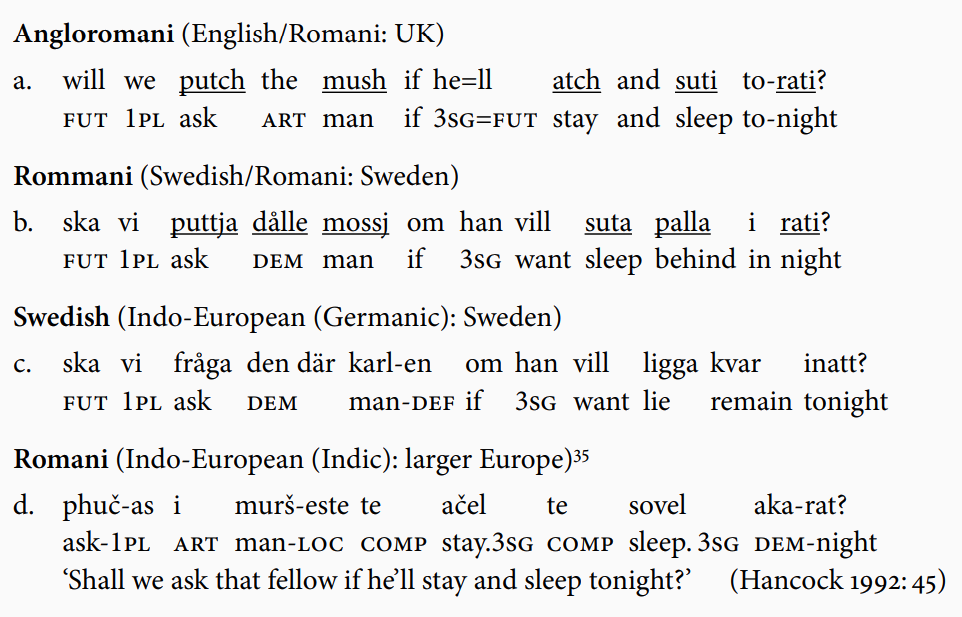 Angloromani (English/Romani: UK)
a. will we putch the mush if he=ll atch and suti to-rati?
FUT 1PL ask ART man if 3SG=FUT stay and sleep to-night
Rommani (Swedish/Romani: Sweden)
b. ska vi puttja dålle mossj om han vill suta palla i rati?
FUT 1PL ask DEM man if 3SG want sleep behind in night
Swedish (Indo-European (Germanic): Sweden)
c. ska vi fråga den där karl-en om han vill ligga kvar inatt?
FUT 1PL ask DEM man-DEF if 3SG want lie remain tonight
Romani (Indo-European (Indic): larger Europe)³⁵
d. phuč-as i murš-este te ačel te sovel aka-rat?
ask-1PL ART man-LOC COMP stay.3SG COMP sleep. 3SG DEM-night
‘Shall we ask that fellow if he’ll stay and sleep tonight?’ (Hancock 1992: 45)